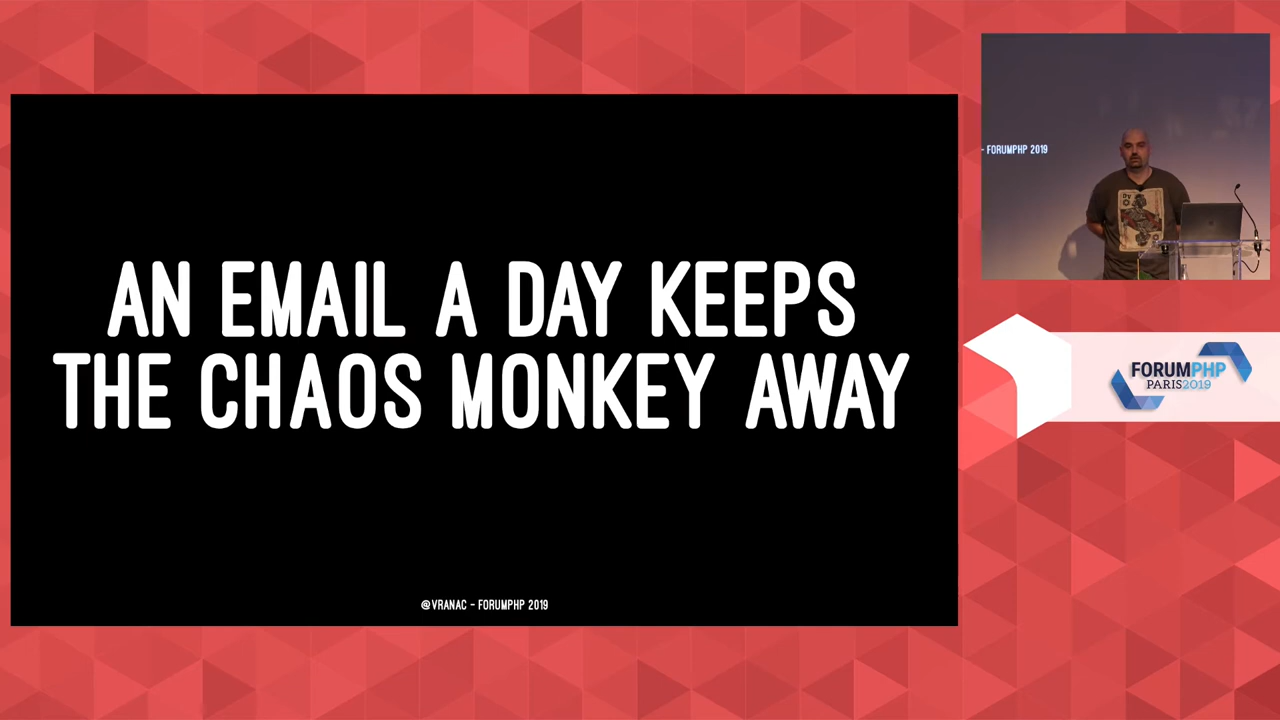 AN EMAIL A DAY KEEPS
THE CHAOS MONKEY AWAY
@VRANAC - FORUMPHP 2019
- FORUMPHP 2019
FORUMPHP
PARIS2019